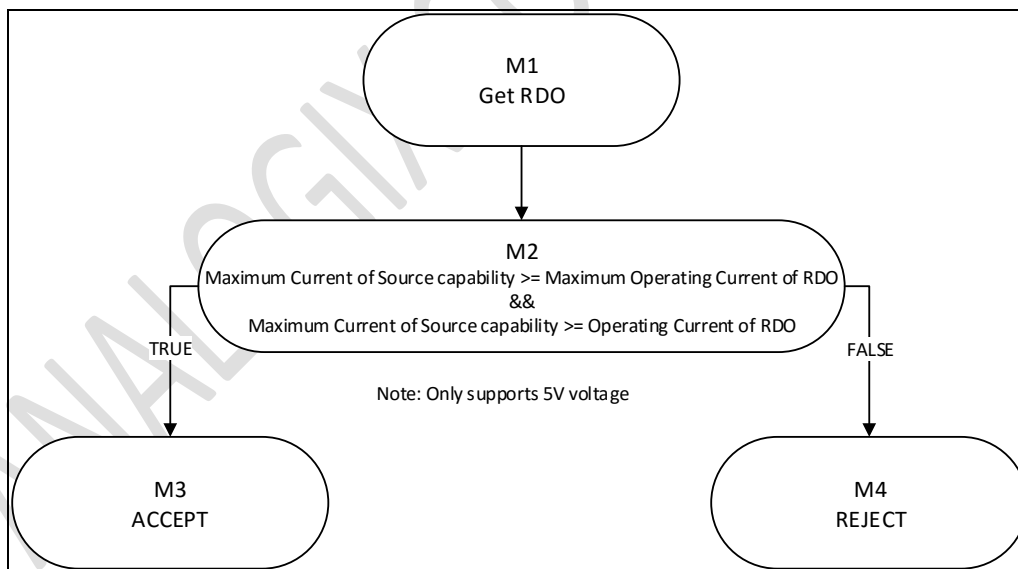 M1
Get RDO
M2
Maximum Current of Source capability >= Maximum Operating Current of RDO
&&
Maximum Current of Source capability >= Operating Current of RDO
TRUE
FALSE
Note: Only supports 5V voltage
M3
ACCEPT
M4
REJECT
ANALOGIX